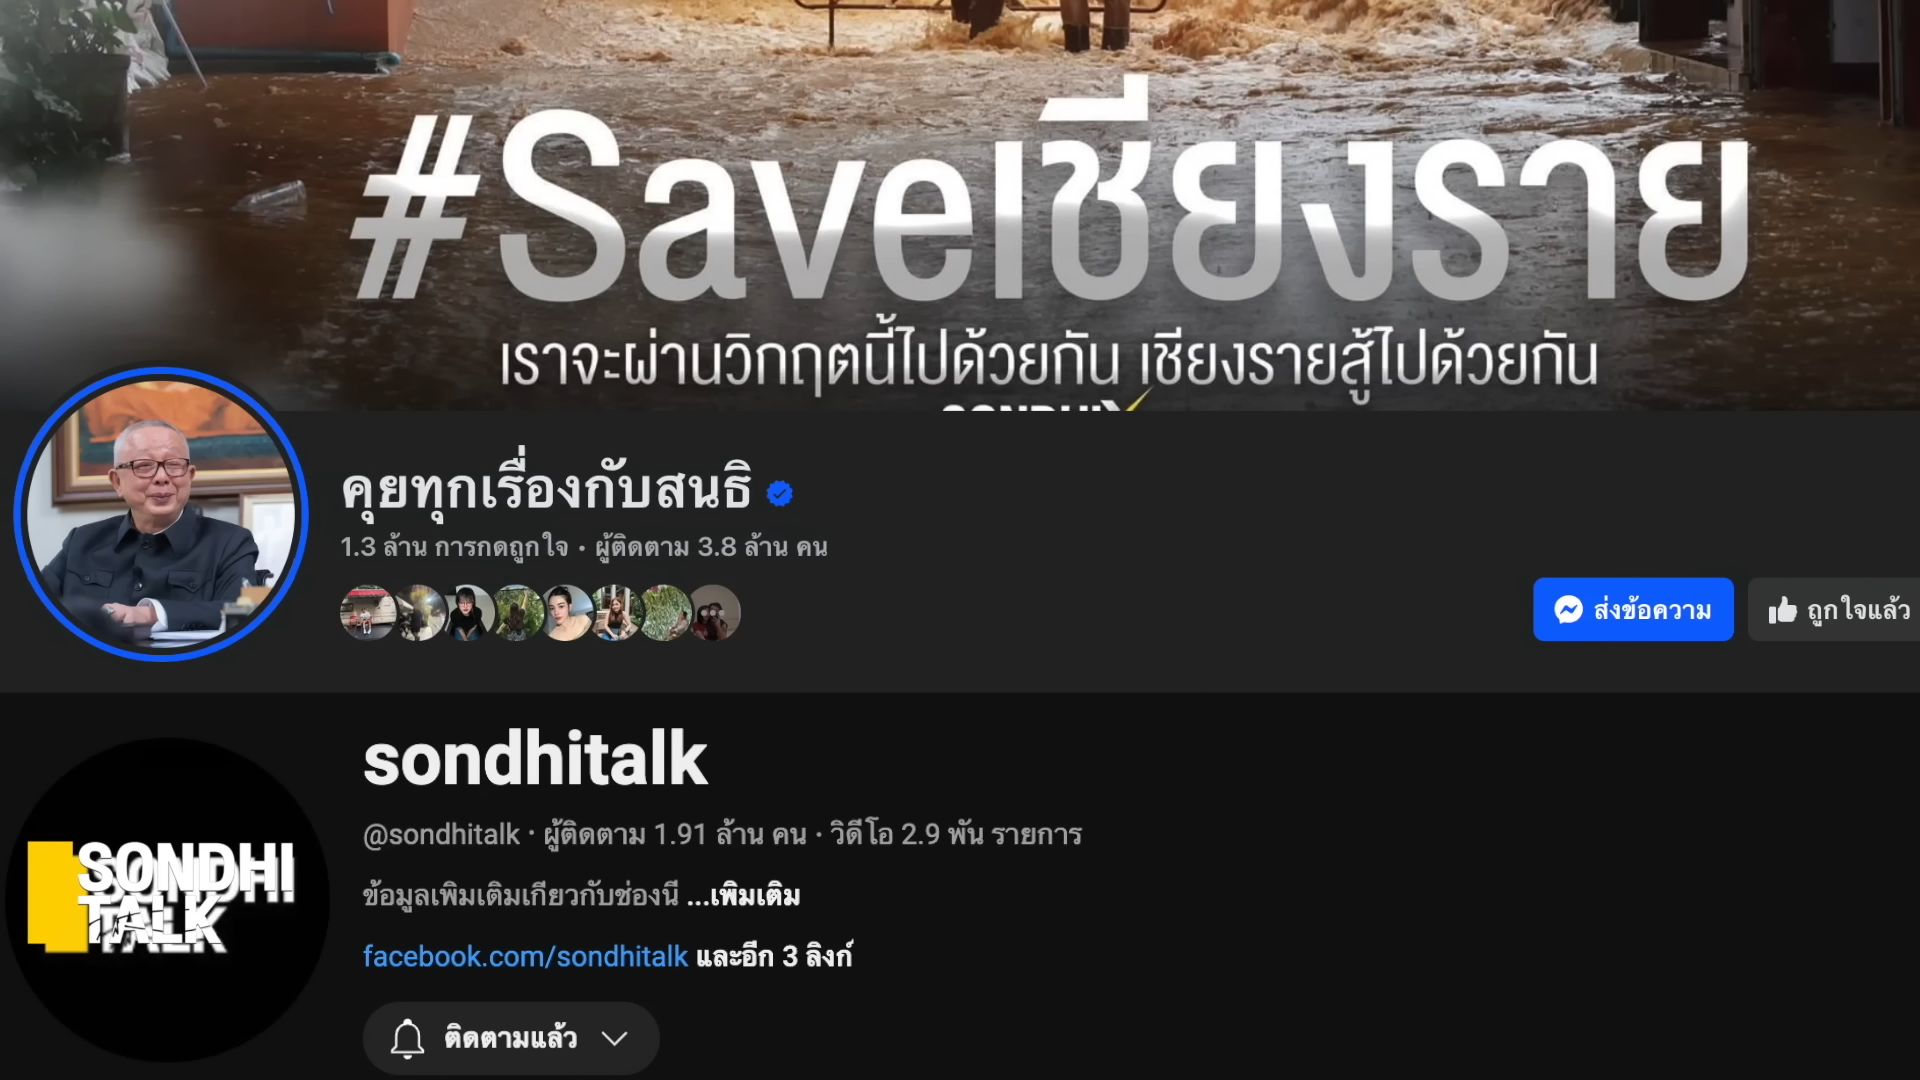 #Saveเชียงราย
เราจะผ่านวิกฤตนี้ไปด้วยกัน เชียงรายสู้ไปด้วยกัน
คุยทุกเรื่องกับสนธิ
1.3 ล้าน การกดถูกใจ • ผู้ติดตาม 3.8 ล้าน คน
ส่งข้อความ
ถูกใจแล้ว
sondhitalk
@sondhitalk • ผู้ติดตาม 1.91 ล้าน คน • วิดีโอ 2.9 พัน รายการ
ข้อมูลเพิ่มเติมเกี่ยวกับช่องนี้ ...เพิ่มเติม
facebook.com/sondhitalk และอีก 3 ลิงก์
ติดตามแล้ว
SONDHI
TALK